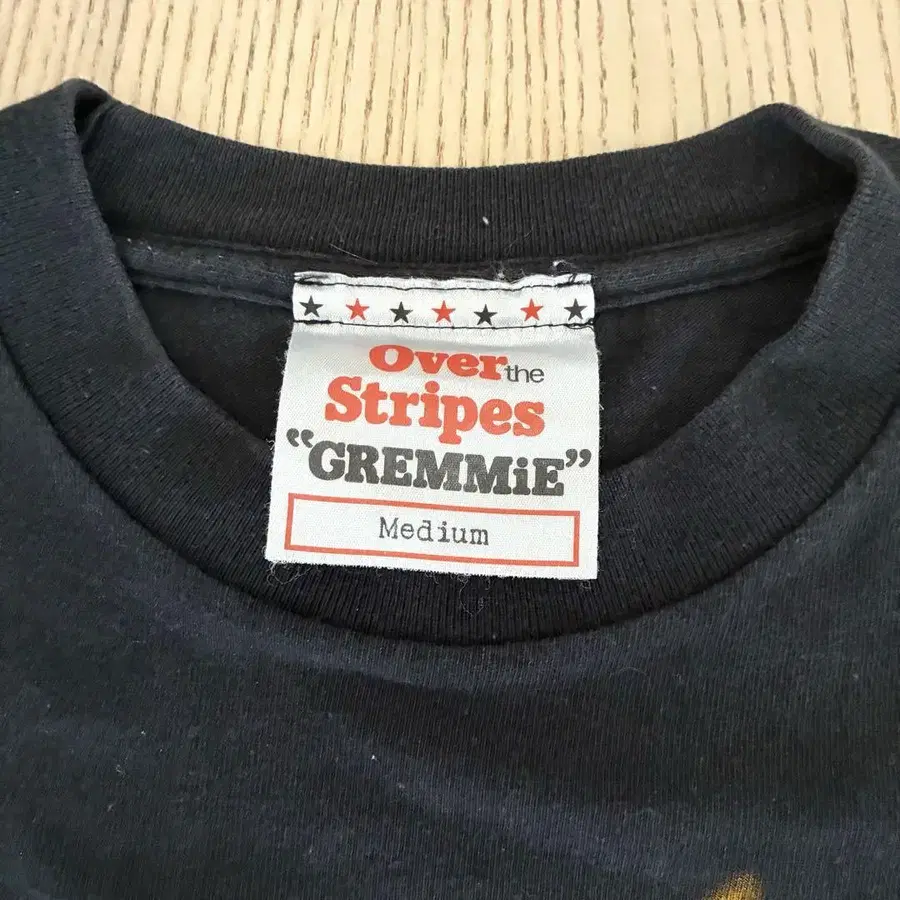 Over the
Stripes
“GREMMiE”
Medium